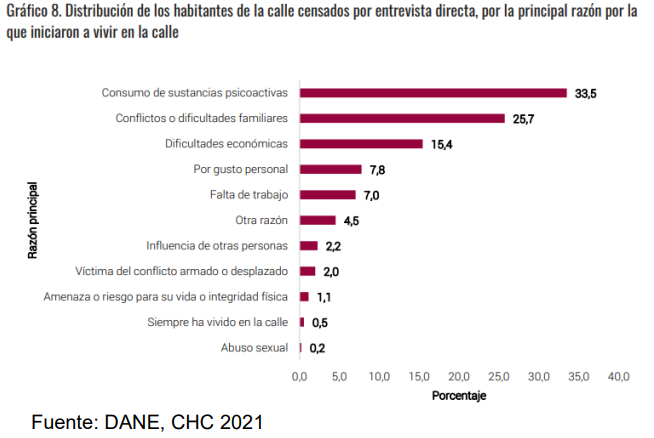 Gráfico 8. Distribución de los habitantes de la calle censados por entrevista directa, por la principal razón por la
que iniciaron a vivir en la calle
Razón principal
Consumo de sustancias psicoactivas 33,5
Conflictos o dificultades familiares 25,7
Dificultades económicas 15,4
Por gusto personal 7,8
Falta de trabajo 7,0
Otra razón 4,5
Influencia de otras personas 2,2
Víctima del conflicto armado o desplazado 2,0
Amenaza o riesgo para su vida o integridad física 1,1
Siempre ha vivido en la calle 0,5
Abuso sexual 0,2
0,0 5,0 10,0 15,0 20,0 25,0 30,0 35,0 40,0
Porcentaje
Fuente: DANE, CHC 2021